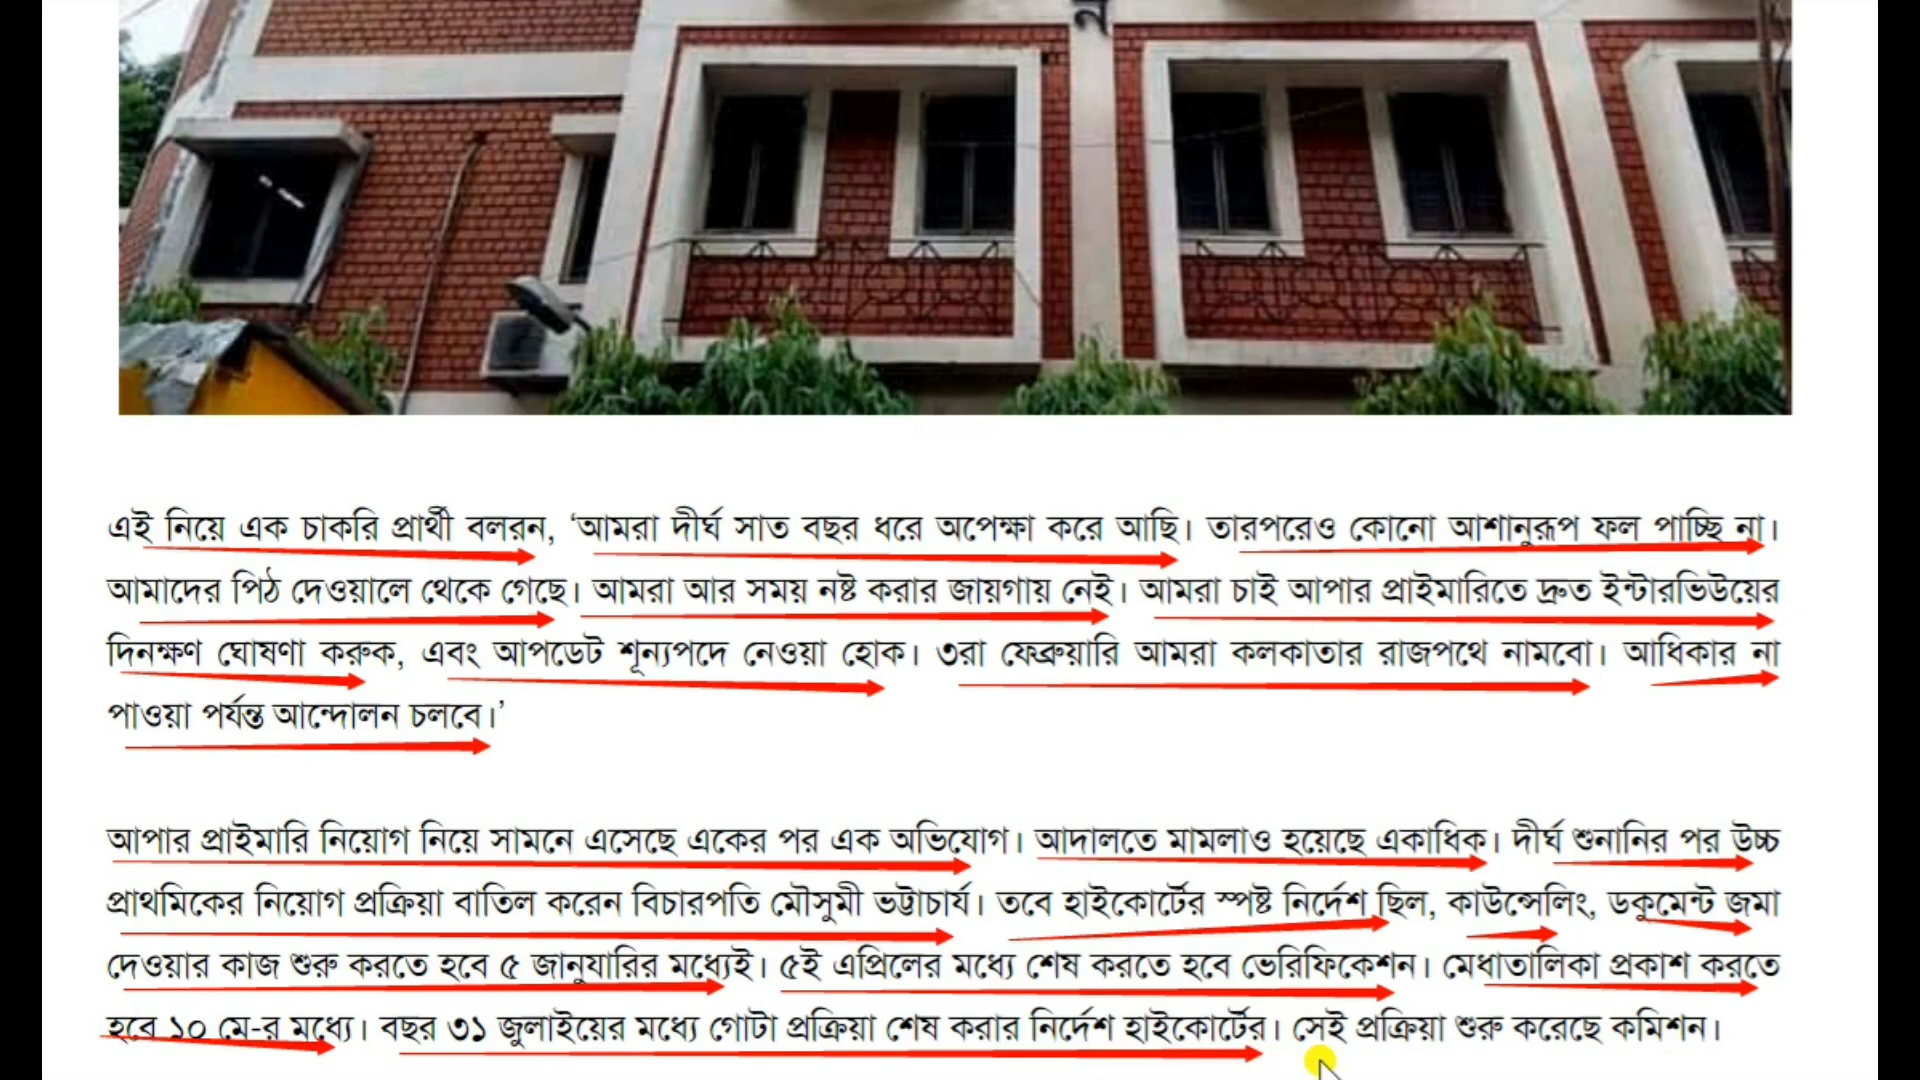 ন
এই নিয়ে এক চাকরি প্রার্থী বলরন, ‘আমরা দীর্ঘ সাত বছর ধরে অপেক্ষা করে আছি। তারপরেও কোনো আশানুরূপ ফল পাচ্ছি না।
আমাদের পিঠ দেওয়ালে থেকে গেছে। আমরা আর সময় নষ্ট করার জায়গায় নেই। আমরা চাই আপার প্রাইমারিতে দ্রুত ইন্টারভিউয়ের
দিনক্ষণ ঘোষণা করুক, এবং আপডেট শূন্যপদে নেওয়া হোক। ৩রা ফেব্রুয়ারি আমরা কলকাতার রাজপথে নামবো। আধিকার না
পাওয়া পর্যন্ত আন্দোলন চলবে।’
আপার প্রাইমারি নিয়োগ নিয়ে সামনে এসেছে একের পর এক অভিযোগ। আদালতে মামলাও হয়েছে একাধিক। দীর্ঘ শুনানির পর উচ্চ
প্রাথমিকের নিয়োগ প্রক্রিয়া বাতিল করেন বিচারপতি মৌসুমী ভট্টাচার্য। তবে হাইকোর্টের স্পষ্ট নির্দেশ ছিল, কাউন্সেলিং, ডকুমেন্ট জমা
দেওয়ার কাজ শুরু করতে হবে ৫ জানুযারির মধ্যেই। ৫ই এপ্রিলের মধ্যে শেষ করতে হবে ভেরিফিকেশন। মেধাতালিকা প্রকাশ করতে
হবে ১০ মে-র মধ্যে। বছর ৩১ জুলাইয়ের মধ্যে গোটা প্রক্রিয়া শেষ করার নির্দেশ হাইকোর্টের। সেই প্রক্রিয়া শুরু করেছে কমিশন।